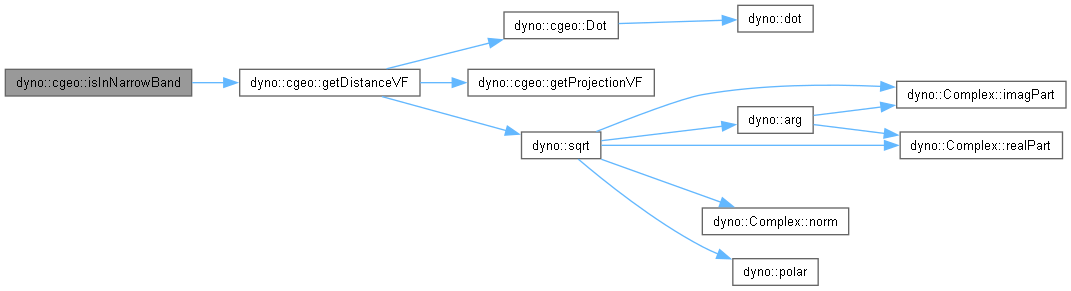 dyno::cgeo::isInNarrowBand
dyno::cgeo::getDistanceVF
dyno::cgeo::Dot
dyno::dot
dyno::cgeo::getProjectionVF
dyno::sqrt
dyno::Complex::imagPart
dyno::arg
dyno::Complex::realPart
dyno::Complex::norm
dyno::polar